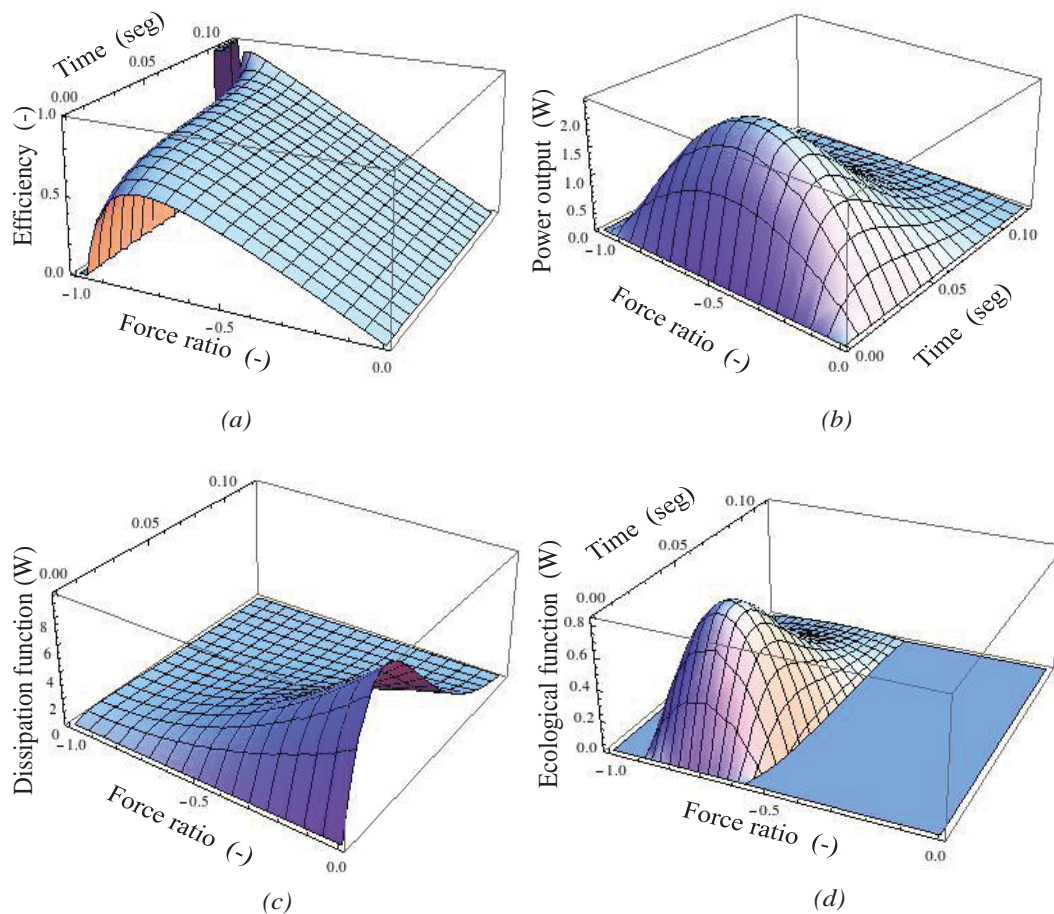 Time (seg)
0.00
0.05
0.10
Efficiency (-)
1.0
0.5
0.0
-1.0
-0.5
0.0
Force ratio (-)
(a)
Power output (W)
2.0
1.5
1.0
0.5
0.0
-1.0
-0.5
0.0
Force ratio (-)
0.00
0.05
0.10
Time (seg)
(b)
0.00
0.05
0.10
Dissipation function (W)
8
6
4
2
0
-1.0
-0.5
0.0
Force ratio (-)
(c)
Time (seg)
0.00
0.05
0.10
Ecological function (W)
0.8
0.6
0.4
0.2
0.0
-1.0
-0.5
0.0
Force ratio (-)
(d)